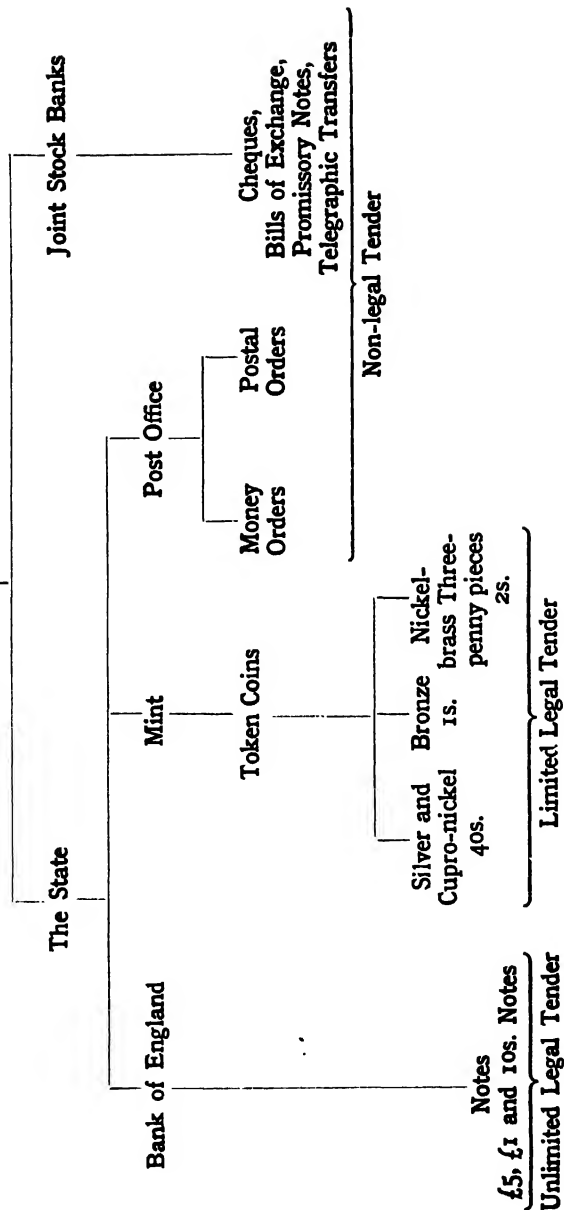 The State
Joint Stock Banks
Bank of England
Mint
Post Office
Token Coins
Money
Orders
Postal
Orders
Cheques,
Bills of Exchange,
Promissory Notes,
Telegraphic Transfers
Silver and
Cupro-nickel
40s.
Bronze
1s.
Nickel-
brass Three-
penny pieces
2s.
Notes
£5, £1 and 10s. Notes
Unlimited Legal Tender
Limited Legal Tender
Non-legal Tender